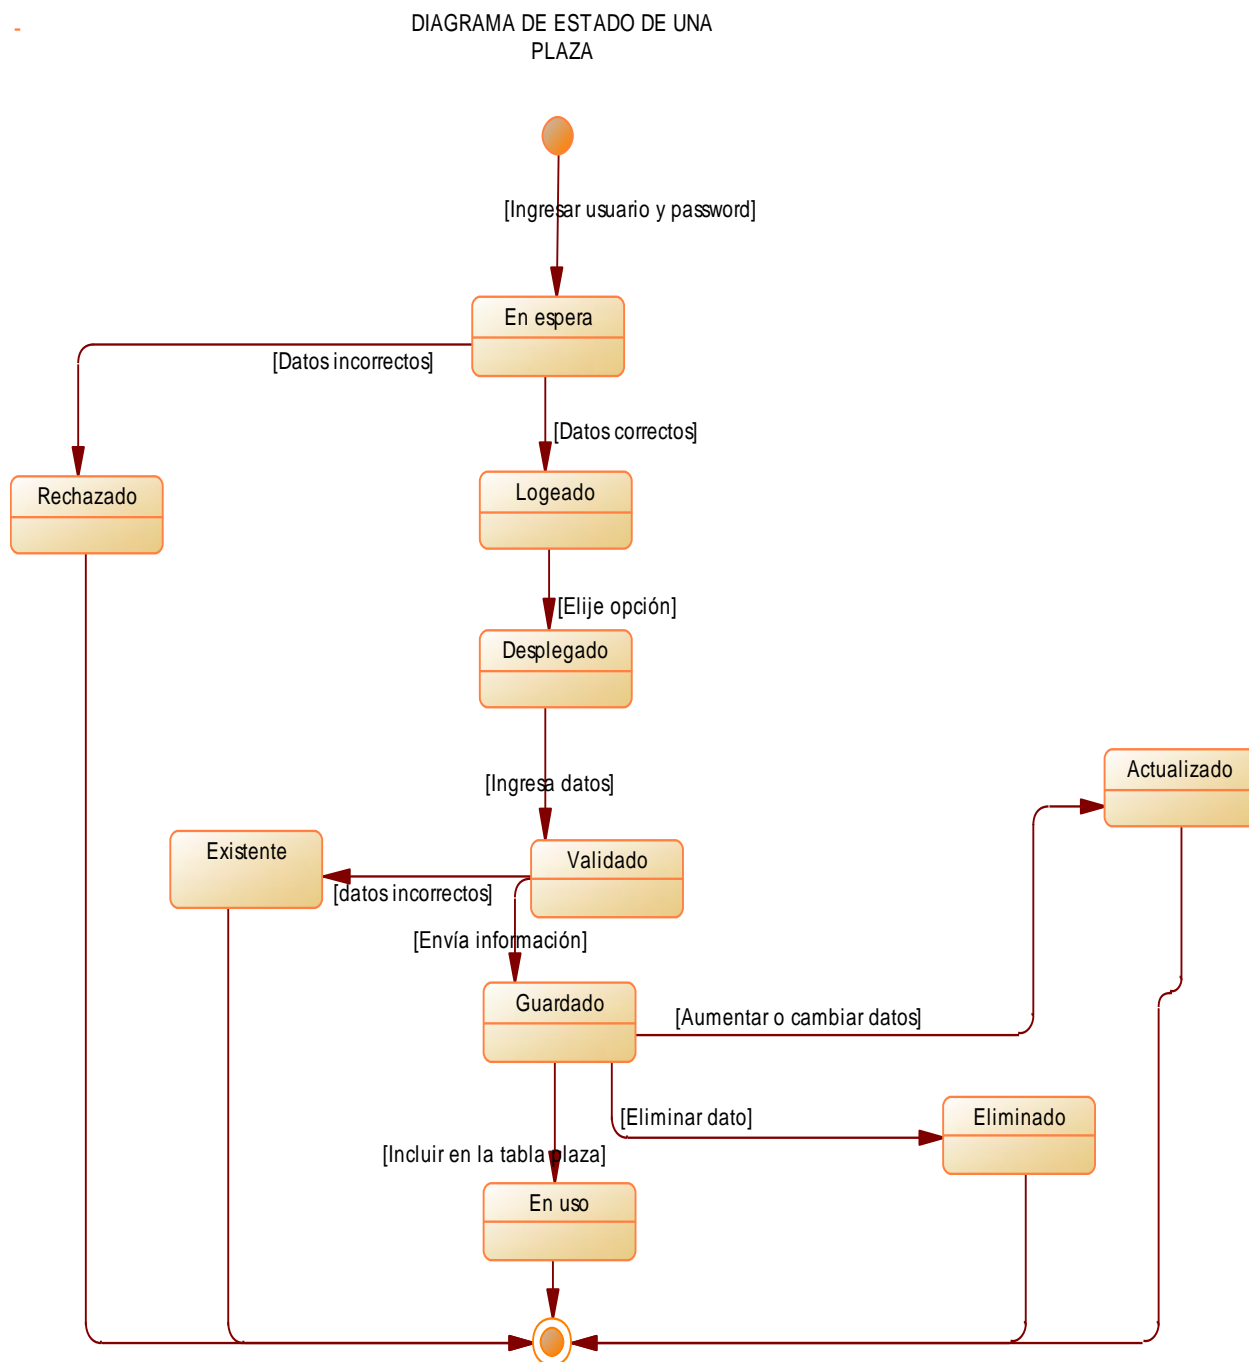 DIAGRAMA DE ESTADO DE UNA
PLAZA
[Ingresar usuario y password]
En espera
[Datos incorrectos]
[Datos correctos]
Rechazado
Logeado
[Elije opción]
Desplegado
Actualizado
[Ingresa datos]
Existente
Validado
[datos incorrectos]
[Envía información]
Guardado
[Aumentar o cambiar datos]
[Eliminar dato]
Eliminado
[Incluir en la tabla plaza]
En uso